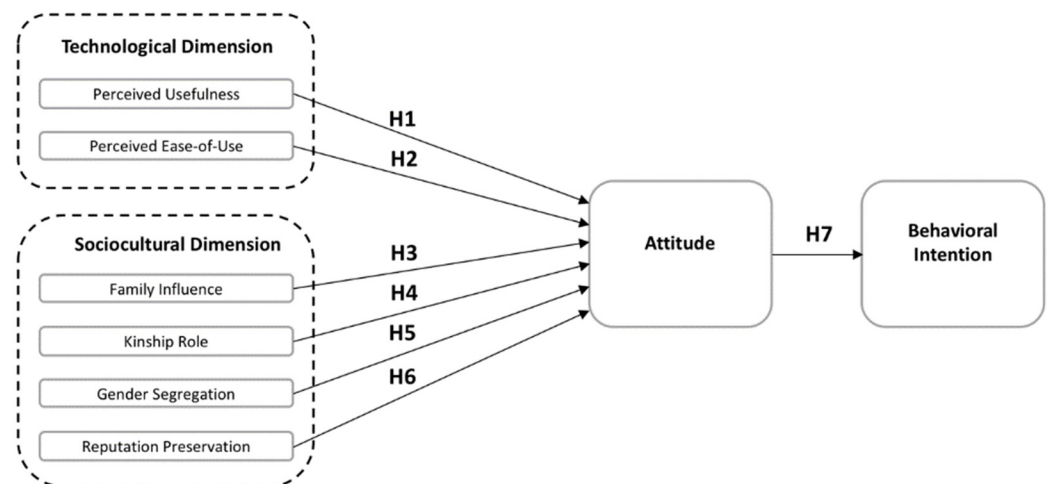 Technological Dimension
Perceived Usefulness
Perceived Ease-of-Use
H1
H2
Sociocultural Dimension
Family Influence
Kinship Role
Gender Segregation
Reputation Preservation
H3
H4
H5
H6
Attitude
H7
Behavioral
Intention